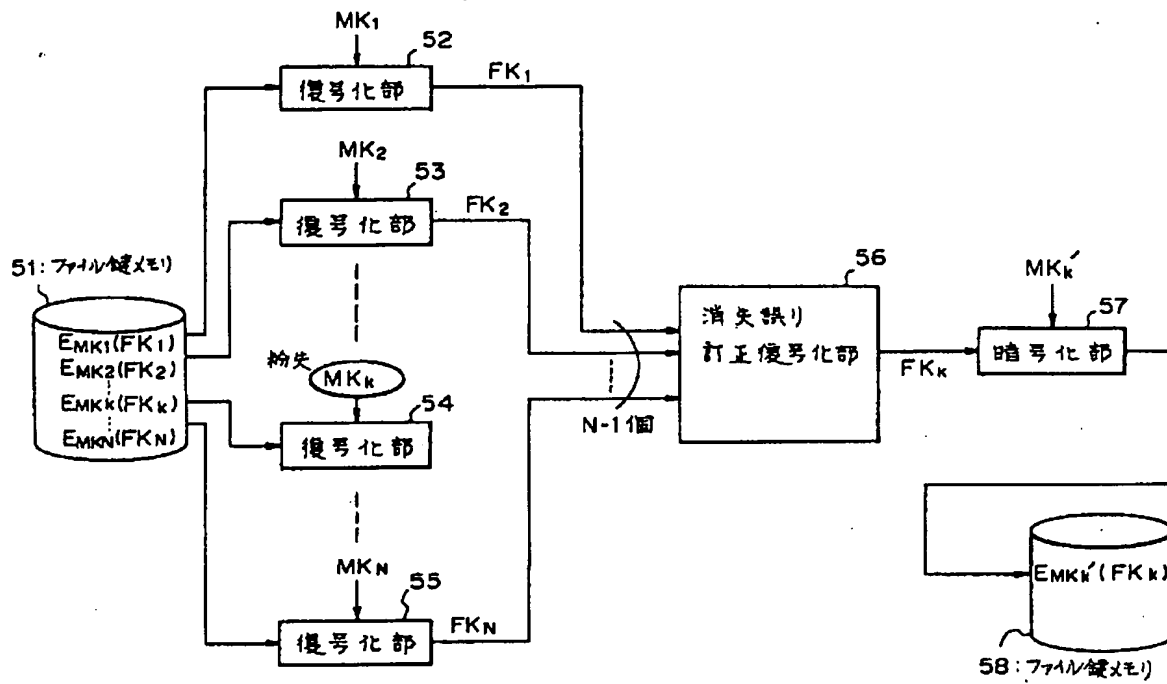 MK1
52
復号化部
FK1
MK2
53
復号化部
FK2
51:ファイル鍵メモリ
EMK1(FK1)
EMK2(FK2)
EMKk(FKk)
EMKN(FKN)
紛失
MKk
54
復号化部
MKN
55
復号化部
FKN
N-1個
56
消失誤り
訂正復号化部
FKk
MKk′
57
暗号化部
EMKk′(FKk)
58:ファイル鍵メモリ